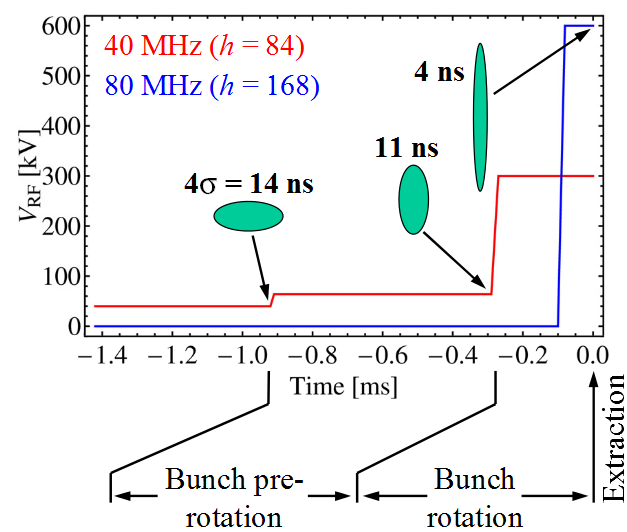 40 MHz (h = 84)
80 MHz (h = 168)
4 ns
11 ns
4σ = 14 ns
V_RF [kV]
600
500
400
300
200
100
0
−1.4 −1.2 −1.0 −0.8 −0.6 −0.4 −0.2 0.0
Time [ms]
Bunch pre-
rotation
Bunch
rotation
Extraction